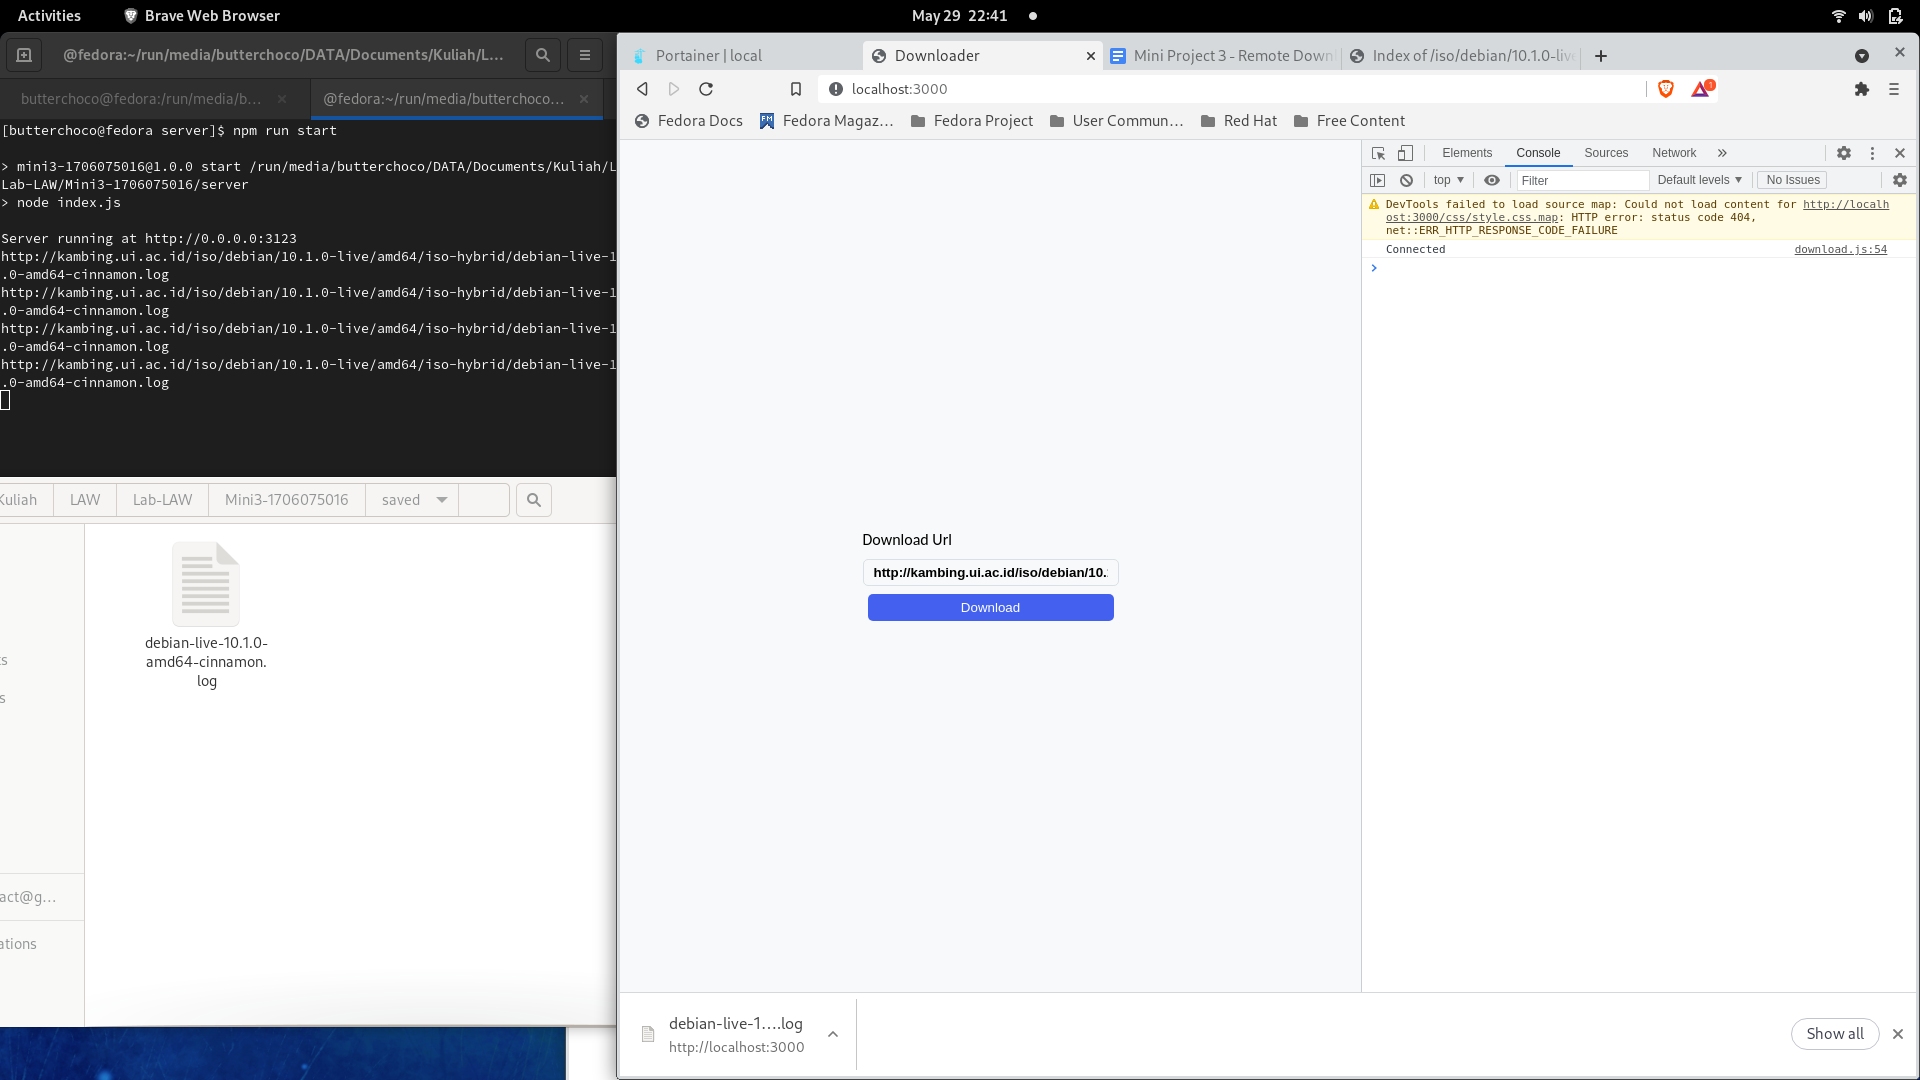 Activities
Brave Web Browser
May 29 22:41
@fedora:~/run/media/butterchoco/DATA/Documents/Kuliah/L...
butterchoco@fedora:/run/media/b...
@fedora:~/run/media/butterchoco...
[butterchoco@fedora server]$ npm run start
> mini3-1706075016@1.0.0 start /run/media/butterchoco/DATA/Documents/Kuliah/L
Lab-LAW/Mini3-1706075016/server
> node index.js
Server running at http://0.0.0.0:3123
http://kambing.ui.ac.id/iso/debian/10.1.0-live/amd64/iso-hybrid/debian-live-1
.0-amd64-cinnamon.log
http://kambing.ui.ac.id/iso/debian/10.1.0-live/amd64/iso-hybrid/debian-live-1
.0-amd64-cinnamon.log
http://kambing.ui.ac.id/iso/debian/10.1.0-live/amd64/iso-hybrid/debian-live-1
.0-amd64-cinnamon.log
http://kambing.ui.ac.id/iso/debian/10.1.0-live/amd64/iso-hybrid/debian-live-1
.0-amd64-cinnamon.log
Kuliah
LAW
Lab-LAW
Mini3-1706075016
saved
debian-live-10.1.0-
amd64-cinnamon.
log
ts
s
act@g...
ations
Portainer | local
Downloader
Mini Project 3 - Remote Down
Index of /iso/debian/10.1.0-live
localhost:3000
1
Fedora Docs
Fedora Magaz...
Fedora Project
User Commun...
Red Hat
Free Content
Download Url
http://kambing.ui.ac.id/iso/debian/10.
Download
Elements
Console
Sources
Network
top
Filter
Default levels
No Issues
DevTools failed to load source map: Could not load content for http://localh
ost:3000/css/style.css.map: HTTP error: status code 404,
net::ERR_HTTP_RESPONSE_CODE_FAILURE
Connected
download.js:54
debian-live-1....log
http://localhost:3000
Show all